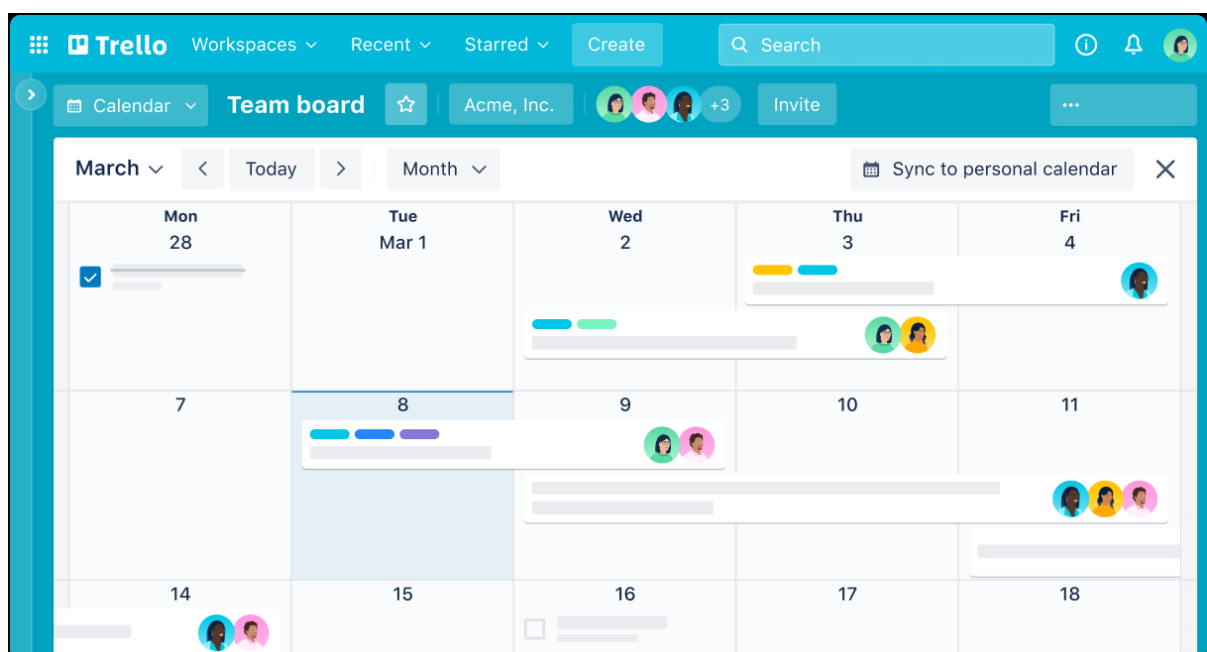 Trello Workspaces Recent Starred Create Search
Calendar Team board Acme, Inc. +3 Invite
March Today Month Sync to personal calendar
Mon Tue Wed Thu Fri
28 Mar 1 2 3 4
7 8 9 10 11
14 15 16 17 18